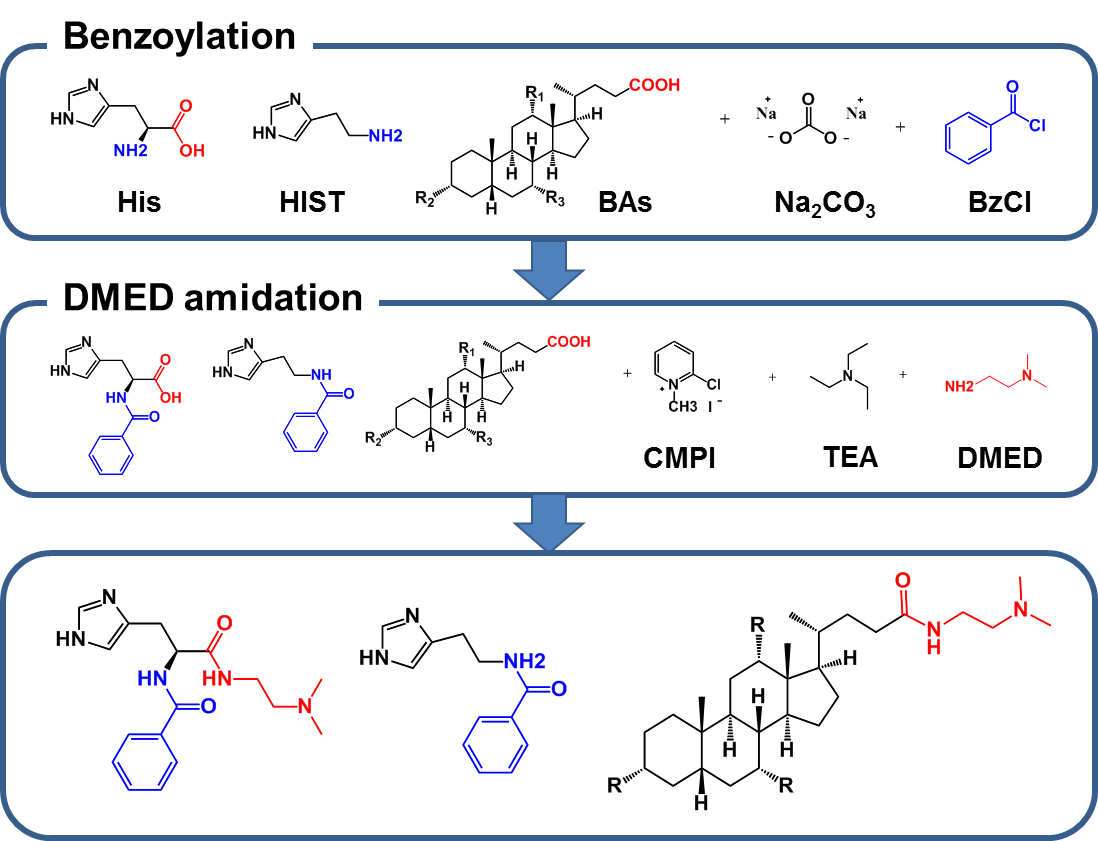 Benzoylation
N
HN
NH2
O
OH
His
N
HN
NH2
HIST
R1
COOH
H
H
H
H
H
R2
R3
BAs
+
Na
+
O
-O
O-
Na
+
Na2CO3
+
O
Cl
BzCl
DMED amidation
N
HN
O
OH
HN
O
N
HN
NH
O
R1
COOH
H
H
H
H
H
R2
R3
+
N
Cl
CH3
I-
CMPI
+
N
TEA
+
NH2
N
DMED
N
HN
O
HN
HN
O
N
N
HN
NH2
O
R
H
H
H
H
H
R
R
O
N
H
N